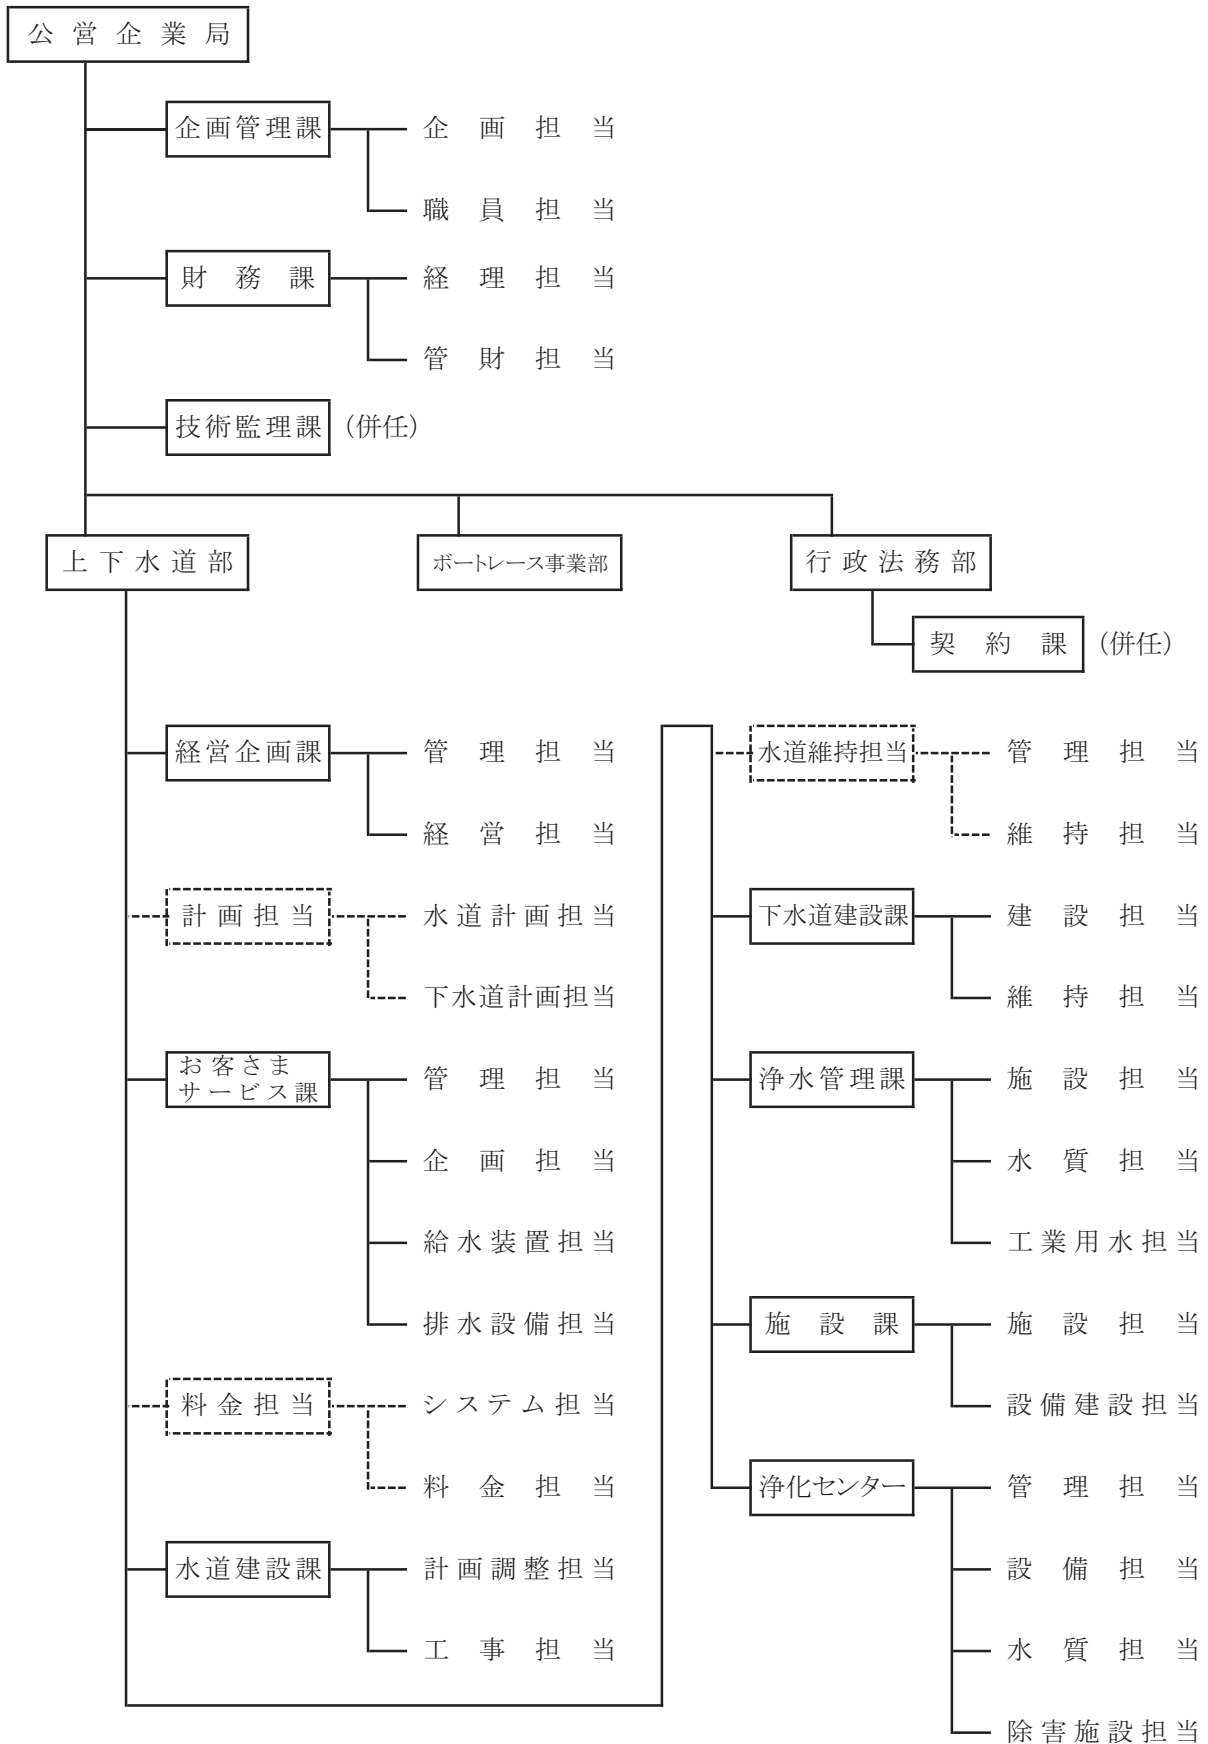 公営企業局
企画管理課
企画担当
職員担当
財務課
経理担当
管財担当
技術監理課
（併任）
上下水道部
ボートレース事業部
行政法務部
契約課
（併任）
経営企画課
管理担当
経営担当
計画担当
水道計画担当
下水道計画担当
お客さま
サービス課
管理担当
企画担当
給水装置担当
排水設備担当
料金担当
システム担当
料金担当
水道建設課
計画調整担当
工事担当
水道維持担当
管理担当
維持担当
下水道建設課
建設担当
維持担当
浄水管理課
施設担当
水質担当
工業用水担当
施設課
施設担当
設備建設担当
浄化センター
管理担当
設備担当
水質担当
除害施設担当